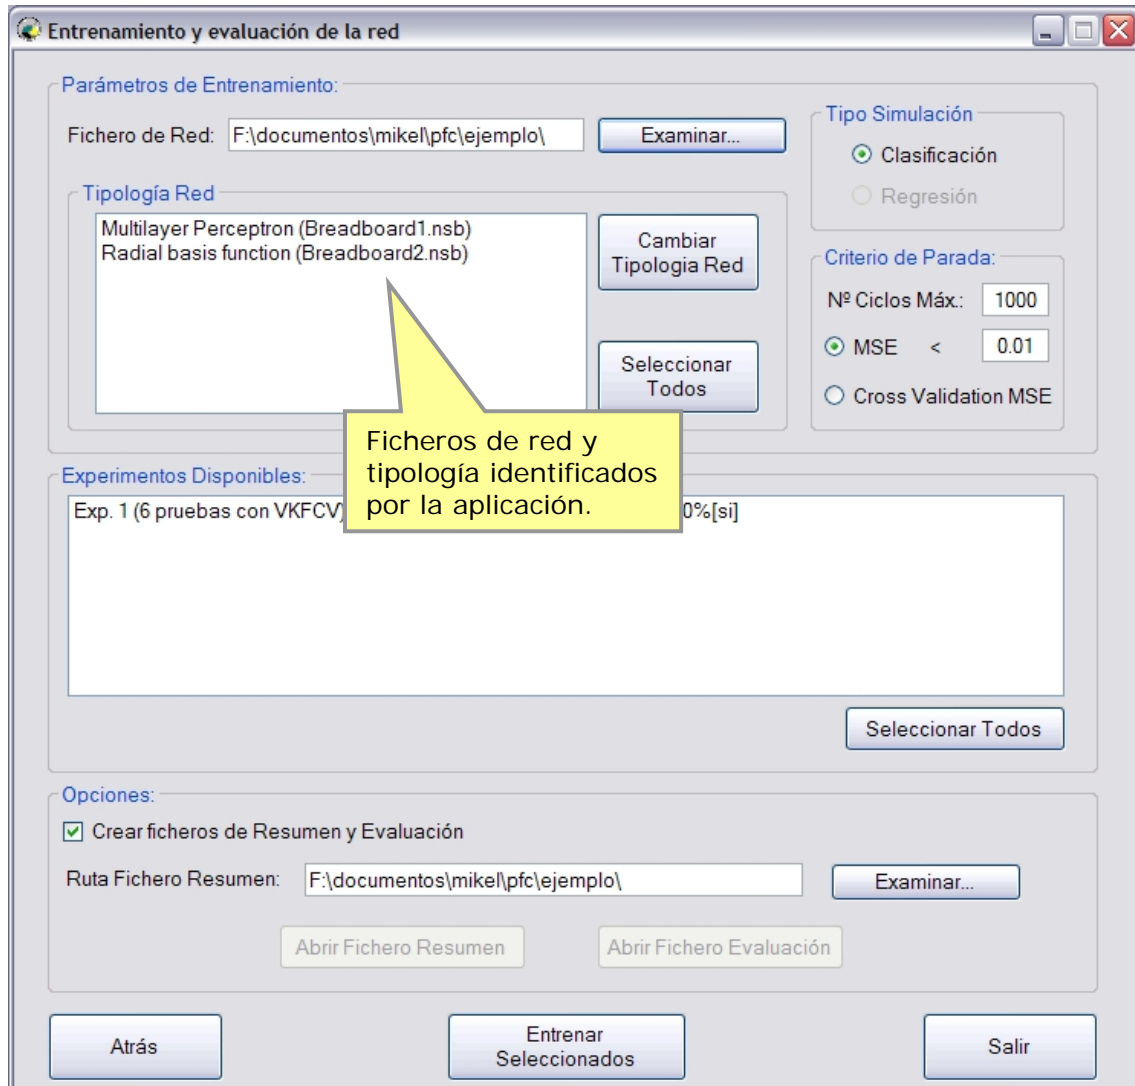 Entrenamiento y evaluación de la red
Parámetros de Entrenamiento:
Fichero de Red: F:\documentos\mikel\pfc\ejemplo\ Examinar...
Tipo Simulación
Clasificación
Regresión
Tipología Red
Multilayer Perceptron (Breadboard1.nsb)
Radial basis function (Breadboard2.nsb)
Cambiar
Tipologia Red
Seleccionar
Todos
Criterio de Parada:
Nº Ciclos Máx.: 1000
MSE < 0.01
Cross Validation MSE
Ficheros de red y
tipología identificados
por la aplicación.
Experimentos Disponibles:
Exp. 1 (6 pruebas con VKFCV) 0%[si]
Seleccionar Todos
Opciones:
Crear ficheros de Resumen y Evaluación
Ruta Fichero Resumen: F:\documentos\mikel\pfc\ejemplo\ Examinar...
Abrir Fichero Resumen Abrir Fichero Evaluación
Atrás
Entrenar
Seleccionados
Salir